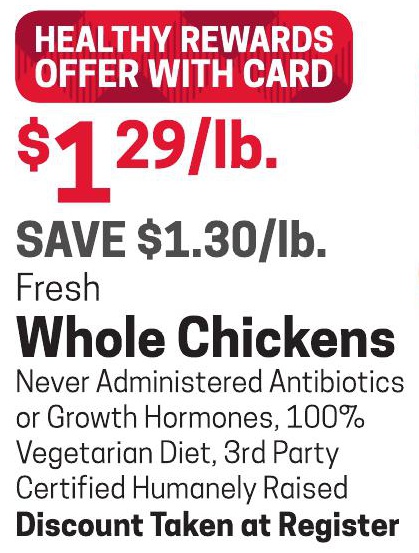 HEALTHY REWARDS
OFFER WITH CARD
$1 29/lb.
SAVE $1.30/lb.
Fresh
Whole Chickens
Never Administered Antibiotics
or Growth Hormones, 100%
Vegetarian Diet, 3rd Party
Certified Humanely Raised
Discount Taken at Register